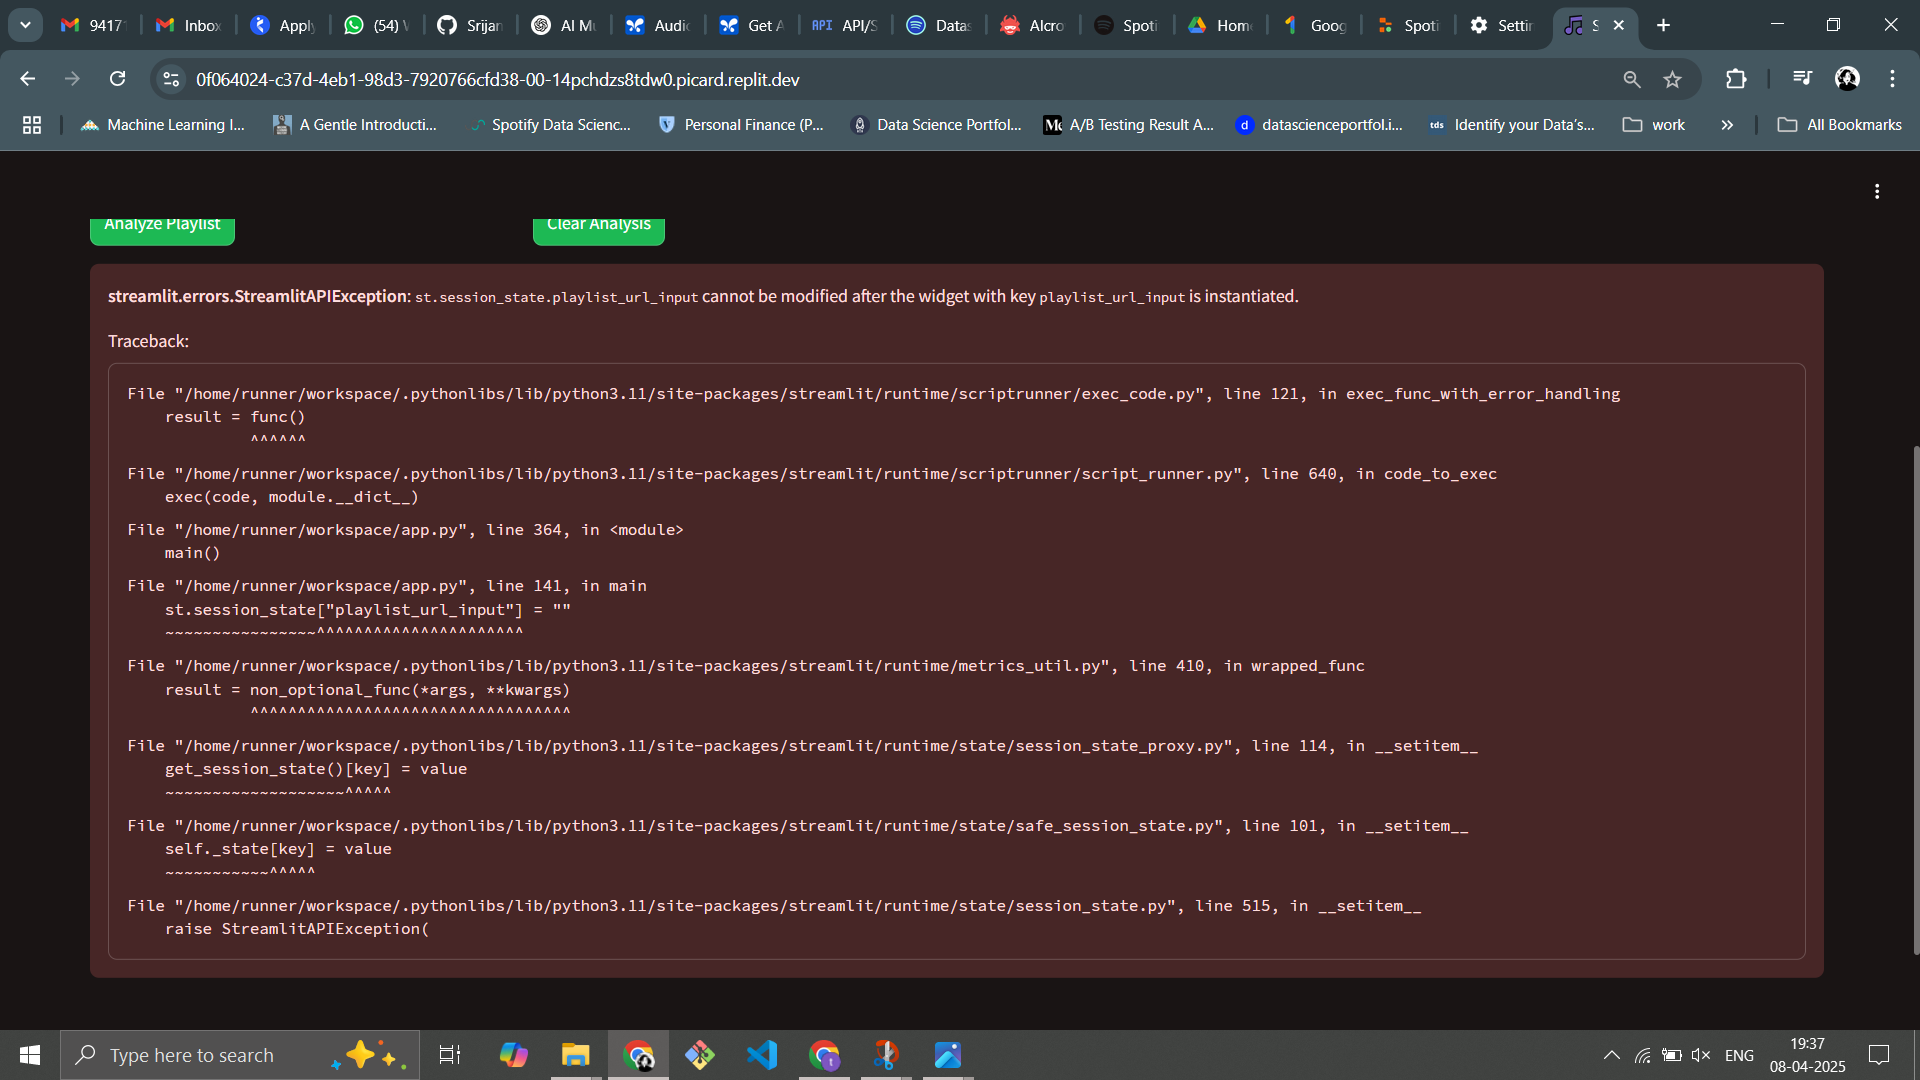 9417
Inbox
Apply
(54) W
Srijan
AI Mu
Audio
Get A
API API/S
Datas
AIcro
Spoti
Home
Goog
Spoti
Settin
S
0f064024-c37d-4eb1-98d3-7920766cfd38-00-14pchdzs8tdw0.picard.replit.dev
Machine Learning I...
A Gentle Introducti...
Spotify Data Scienc...
Personal Finance (P...
Data Science Portfol...
A/B Testing Result A...
datascienceportfol.i...
tds Identify your Data's...
work
All Bookmarks
Analyze Playlist
Clear Analysis
streamlit.errors.StreamlitAPIException: st.session_state.playlist_url_input cannot be modified after the widget with key playlist_url_input is instantiated.
Traceback:
File "/home/runner/workspace/.pythonlibs/lib/python3.11/site-packages/streamlit/runtime/scriptrunner/exec_code.py", line 121, in exec_func_with_error_handling
result = func()
^^^^^^
File "/home/runner/workspace/.pythonlibs/lib/python3.11/site-packages/streamlit/runtime/scriptrunner/script_runner.py", line 640, in code_to_exec
exec(code, module.__dict__)
File "/home/runner/workspace/app.py", line 364, in <module>
main()
File "/home/runner/workspace/app.py", line 141, in main
st.session_state["playlist_url_input"] = ""
~~~~~~~~~~~~~~~~^^^^^^^^^^^^^^^^^^^^^^
File "/home/runner/workspace/.pythonlibs/lib/python3.11/site-packages/streamlit/runtime/metrics_util.py", line 410, in wrapped_func
result = non_optional_func(*args, **kwargs)
^^^^^^^^^^^^^^^^^^^^^^^^^^^^^^^^^^
File "/home/runner/workspace/.pythonlibs/lib/python3.11/site-packages/streamlit/runtime/state/session_state_proxy.py", line 114, in __setitem__
get_session_state()[key] = value
~~~~~~~~~~~~~~~~~~~^^^^^
File "/home/runner/workspace/.pythonlibs/lib/python3.11/site-packages/streamlit/runtime/state/safe_session_state.py", line 101, in __setitem__
self._state[key] = value
~~~~~~~~~~~^^^^^
File "/home/runner/workspace/.pythonlibs/lib/python3.11/site-packages/streamlit/runtime/state/session_state.py", line 515, in __setitem__
raise StreamlitAPIException(
Type here to search
ENG
19:37
08-04-2025